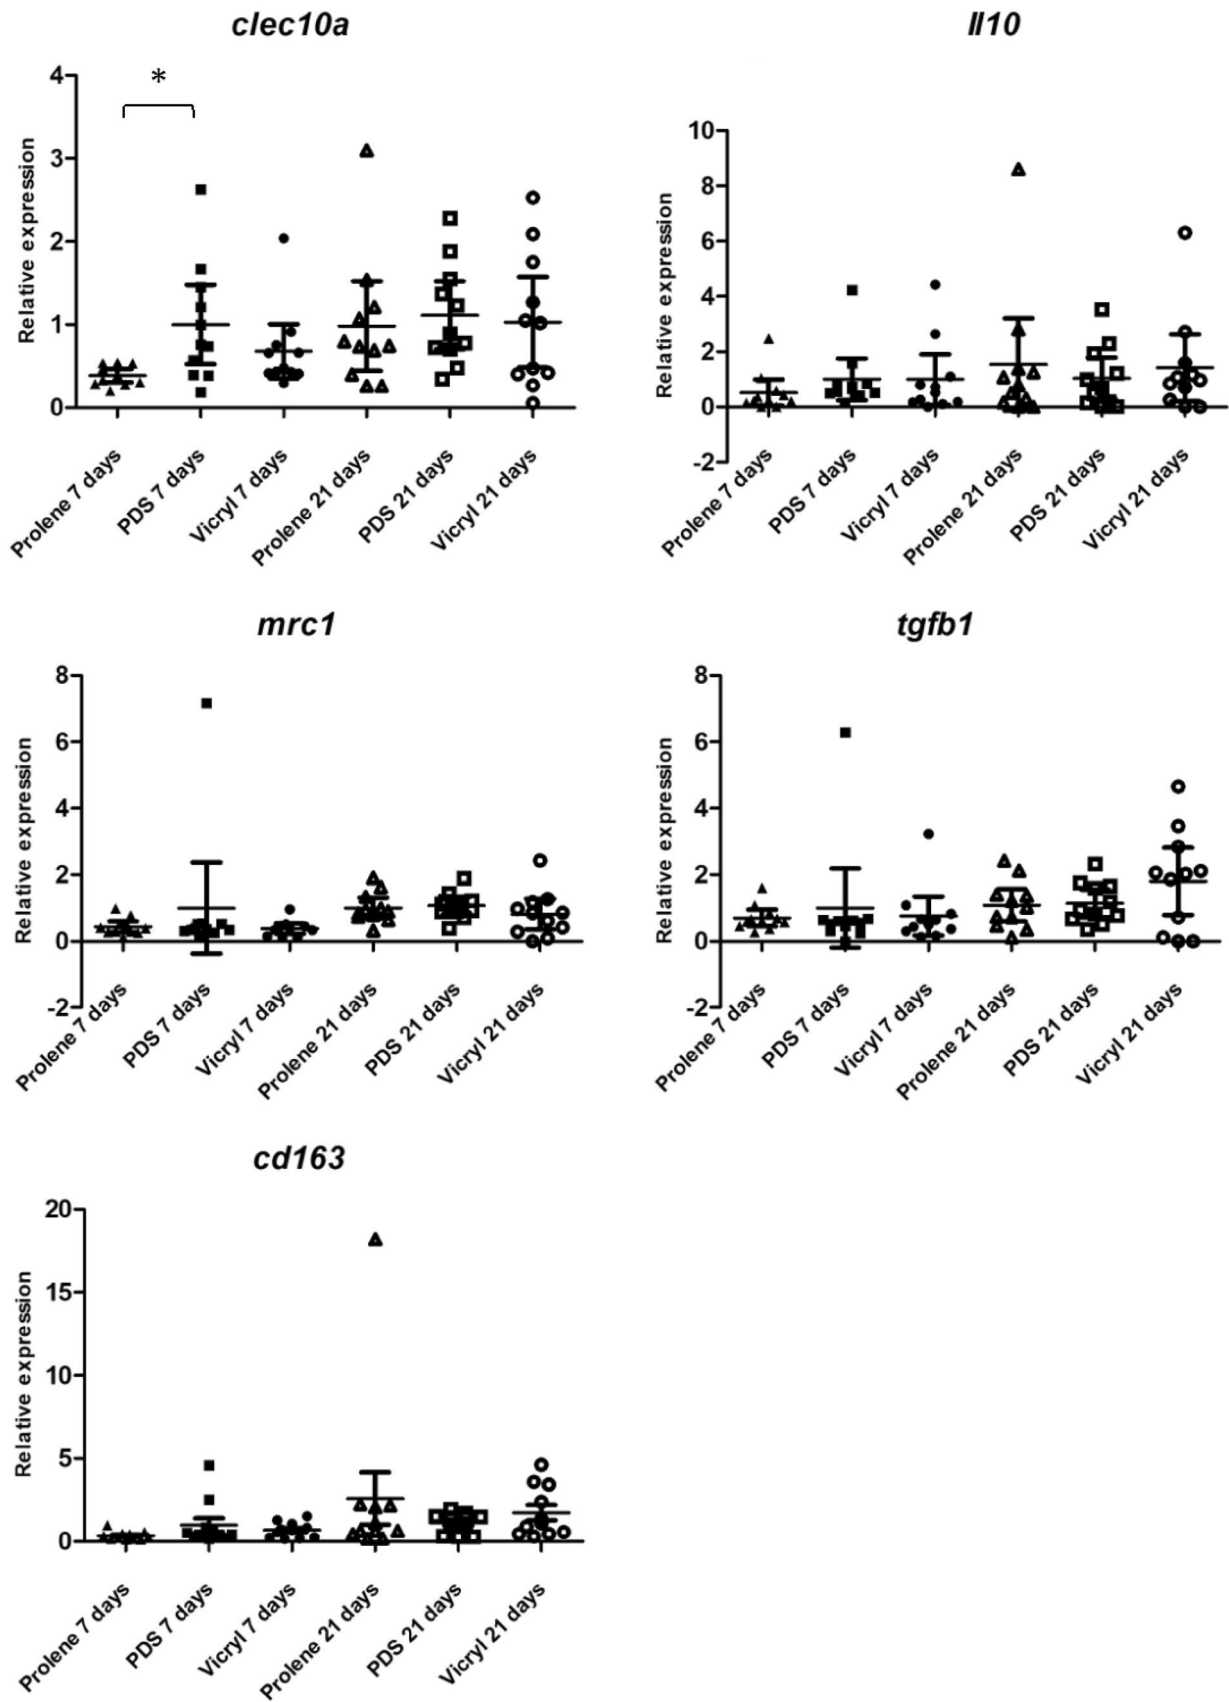 clec10a
*
4
3
2
1
0
Relative expression
Prolene 7 days
PDS 7 days
Vicryl 7 days
Prolene 21 days
PDS 21 days
Vicryl 21 days
Il10
10
8
6
4
2
0
-2
Relative expression
Prolene 7 days
PDS 7 days
Vicryl 7 days
Prolene 21 days
PDS 21 days
Vicryl 21 days
mrc1
8
6
4
2
0
-2
Relative expression
Prolene 7 days
PDS 7 days
Vicryl 7 days
Prolene 21 days
PDS 21 days
Vicryl 21 days
tgfb1
8
6
4
2
0
-2
Relative expression
Prolene 7 days
PDS 7 days
Vicryl 7 days
Prolene 21 days
PDS 21 days
Vicryl 21 days
cd163
20
15
10
5
0
Relative expression
Prolene 7 days
PDS 7 days
Vicryl 7 days
Prolene 21 days
PDS 21 days
Vicryl 21 days